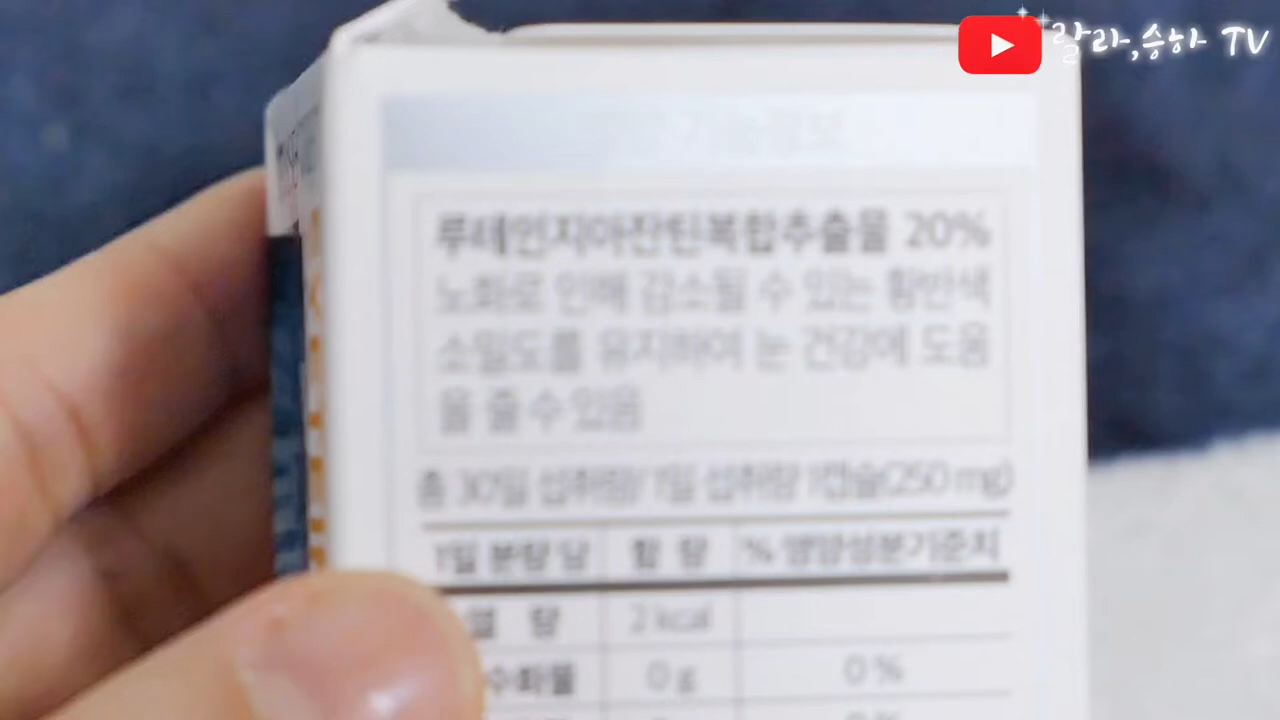 랄라,승하 TV
루테인지아잔틴복합추출물 20%
노화로 인해 감소될 수 있는 황반색
소밀도를 유지하여 눈 건강에 도움
을 줄 수 있음
총 30일 섭취량/ 1일 섭취량 1캡슐(250 mg)
1일 분량 당 함 량 % 영양성분기준치
열 량 2 kcal
수화물 0 g 0 %